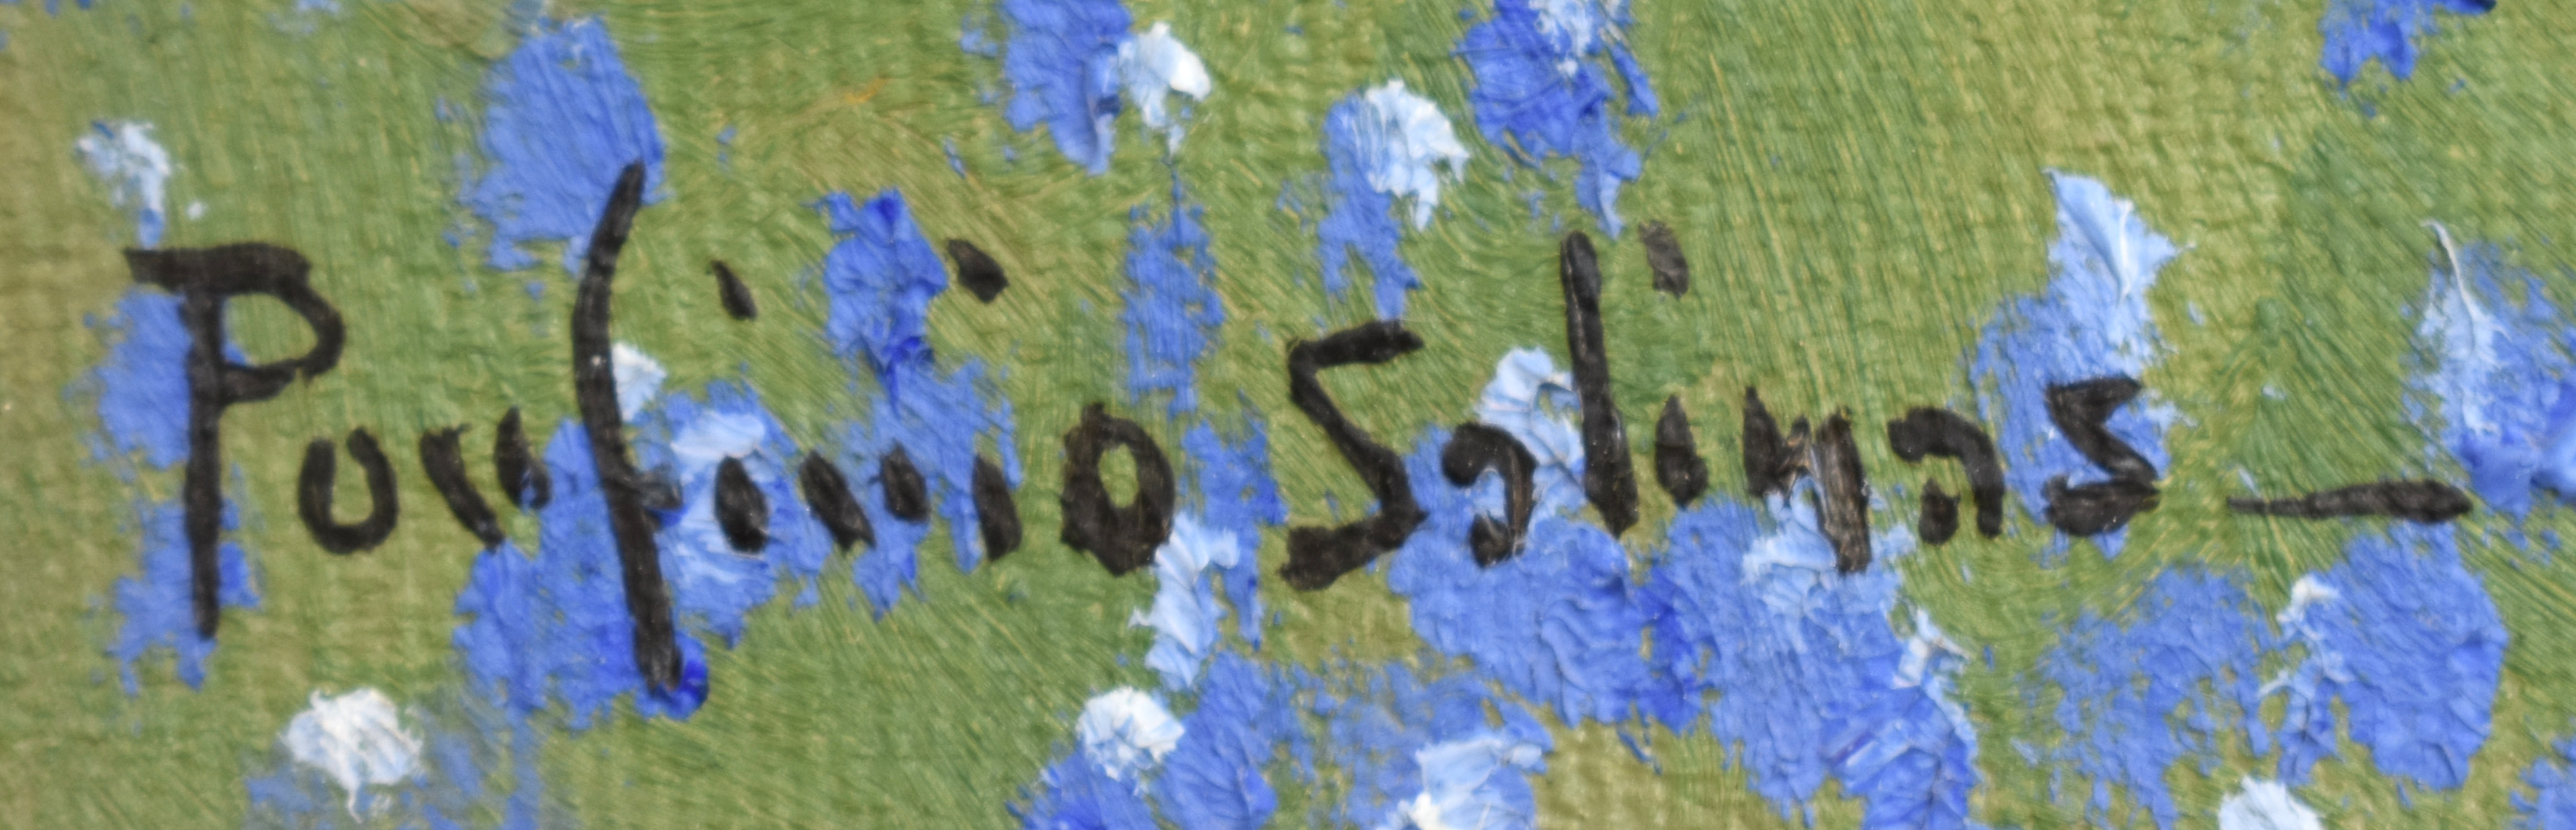 Porfirio Salinas -